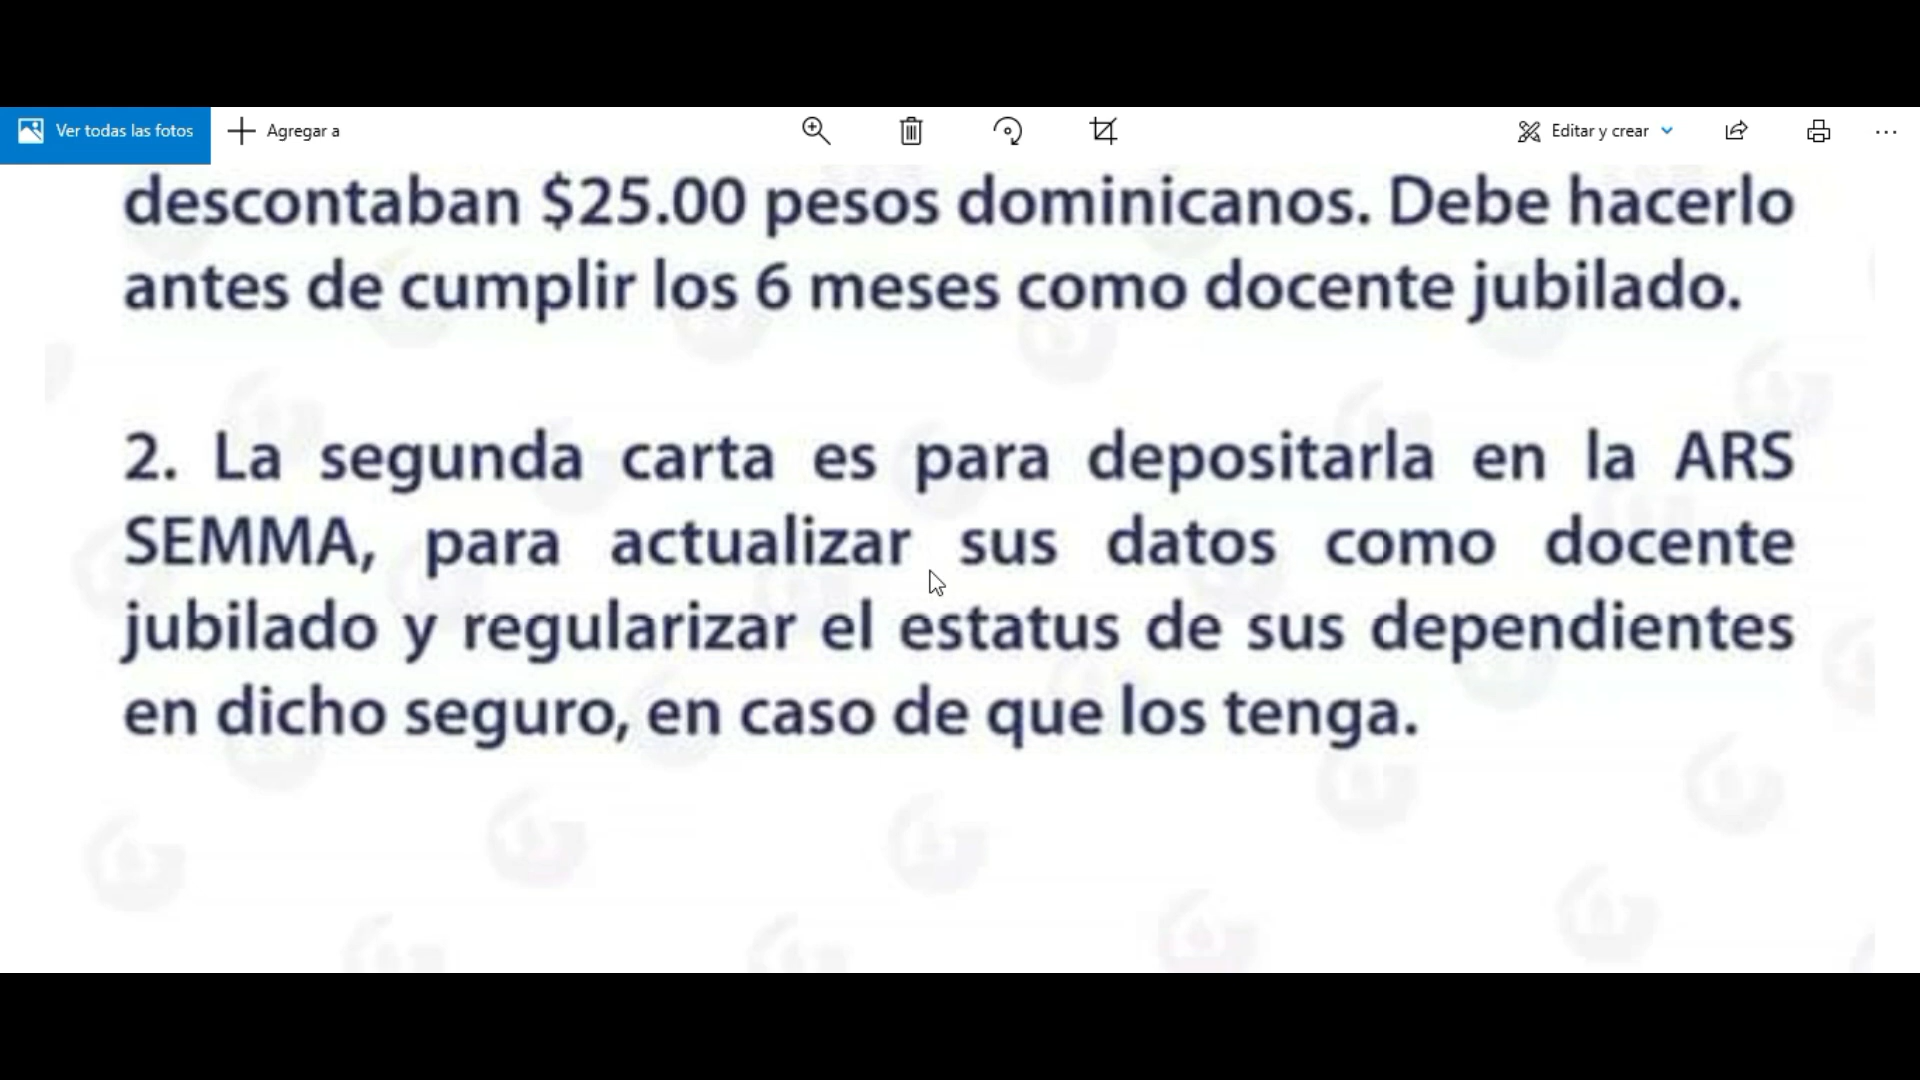 Ver todas las fotos
Agregar a
Editar y crear
descontaban $25.00 pesos dominicanos. Debe hacerlo
antes de cumplir los 6 meses como docente jubilado.
2. La segunda carta es para depositarla en la ARS
SEMMA, para actualizar sus datos como docente
jubilado y regularizar el estatus de sus dependientes
en dicho seguro, en caso de que los tenga.